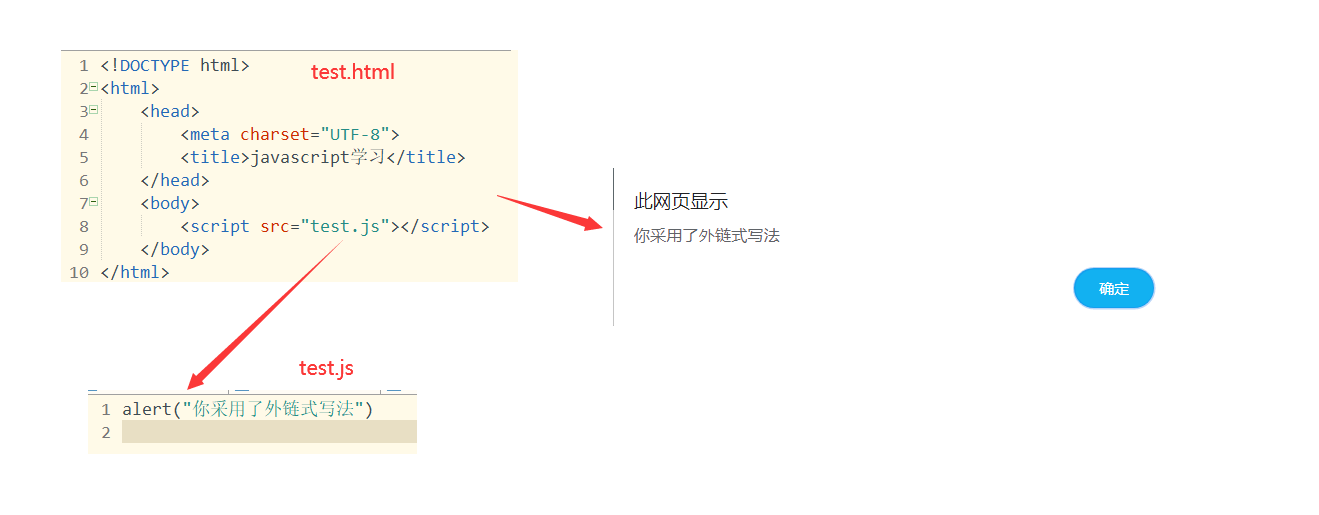 test.html
1 <!DOCTYPE html>
2 <html>
3 <head>
4 <meta charset="UTF-8">
5 <title>javascript学习</title>
6 </head>
7 <body>
8 <script src="test.js"></script>
9 </body>
10 </html>
此网页显示
你采用了外链式写法
确定
test.js
1 alert("你采用了外链式写法")
2